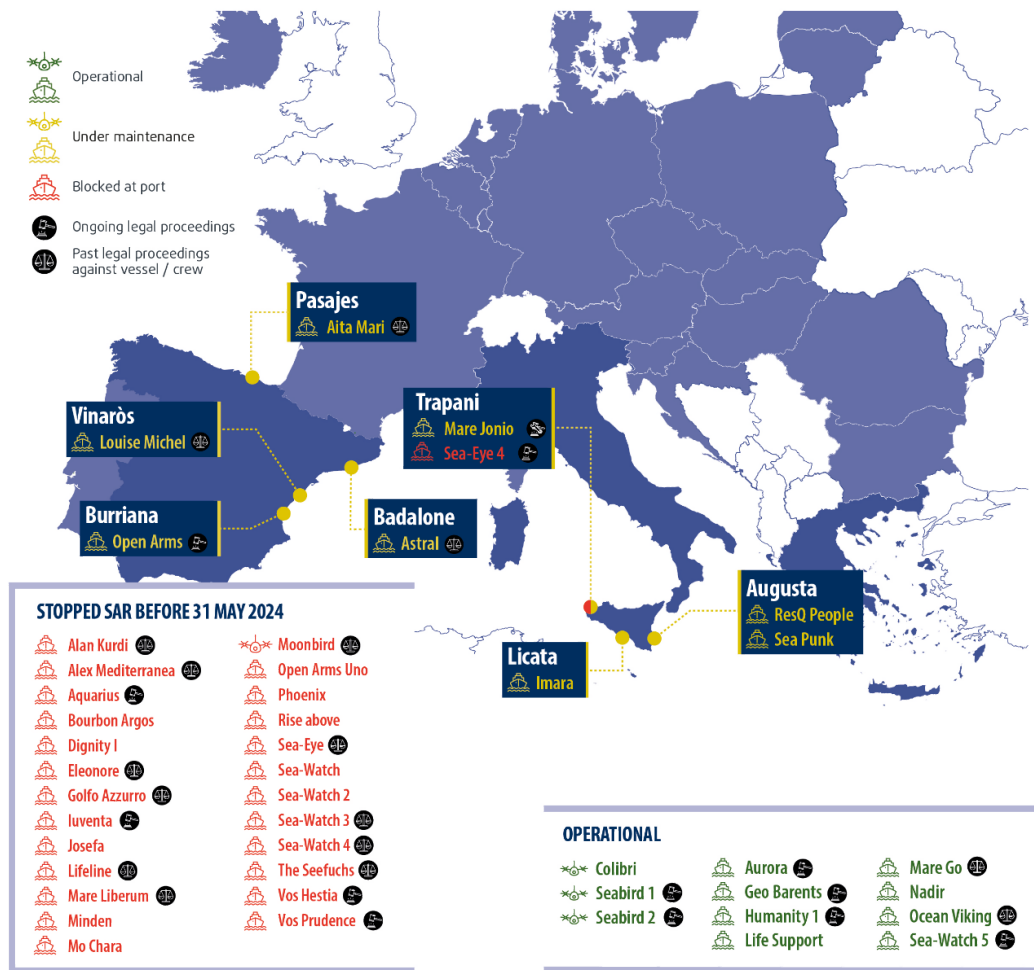 Operational
Under maintenance
Blocked at port
Ongoing legal proceedings
Past legal proceedings
against vessel / crew
Pasajes
Aita Mari
Vinaròs
Louise Michel
Trapani
Mare Jonio
Sea-Eye 4
Burriana
Open Arms
Badalone
Astral
Augusta
ResQ People
Sea Punk
Licata
Imara
STOPPED SAR BEFORE 31 MAY 2024
Alan Kurdi
Alex Mediterranea
Aquarius
Bourbon Argos
Dignity I
Eleonore
Golfo Azzurro
Iuventa
Josefa
Lifeline
Mare Liberum
Minden
Mo Chara
Moonbird
Open Arms Uno
Phoenix
Rise above
Sea-Eye
Sea-Watch
Sea-Watch 2
Sea-Watch 3
Sea-Watch 4
The Seefuchs
Vos Hestia
Vos Prudence
OPERATIONAL
Colibri
Seabird 1
Seabird 2
Aurora
Geo Barents
Humanity 1
Life Support
Mare Go
Nadir
Ocean Viking
Sea-Watch 5